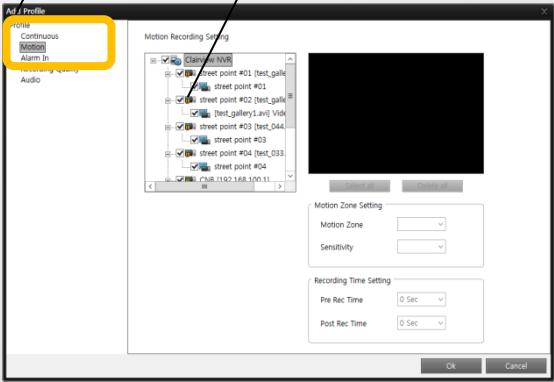 Add Profile
Profile
Continuous
Motion
Alarm In
Recording Quality
Audio
Motion Recording Setting
Clairview NVR
street point #01 [test_galle
street point #01
street point #02 [test_galle
[test_gallery1.avi] Vide
street point #03 [test_044.
street point #03
street point #04 [test_033.
street point #04
CNB [192.168.100.1]
Select all
Delete all
Motion Zone Setting
Motion Zone
Sensitivity
Recording Time Setting
Pre Rec Time
0 Sec
Post Rec Time
0 Sec
Ok
Cancel